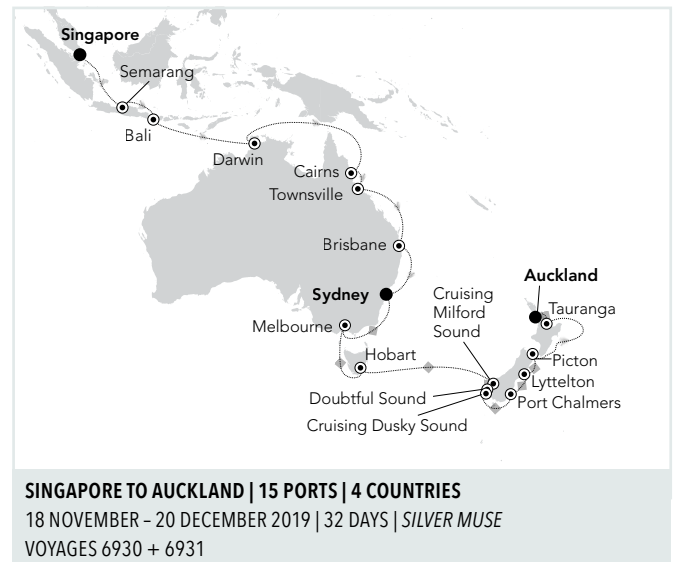 Singapore
Semarang
Bali
Darwin
Cairns
Townsville
Brisbane
Sydney
Melbourne
Hobart
Cruising
Milford
Sound
Auckland
Tauranga
Picton
Lyttelton
Port Chalmers
Doubtful Sound
Cruising Dusky Sound
SINGAPORE TO AUCKLAND | 15 PORTS | 4 COUNTRIES
18 NOVEMBER – 20 DECEMBER 2019 | 32 DAYS | SILVER MUSE
VOYAGES 6930 + 6931